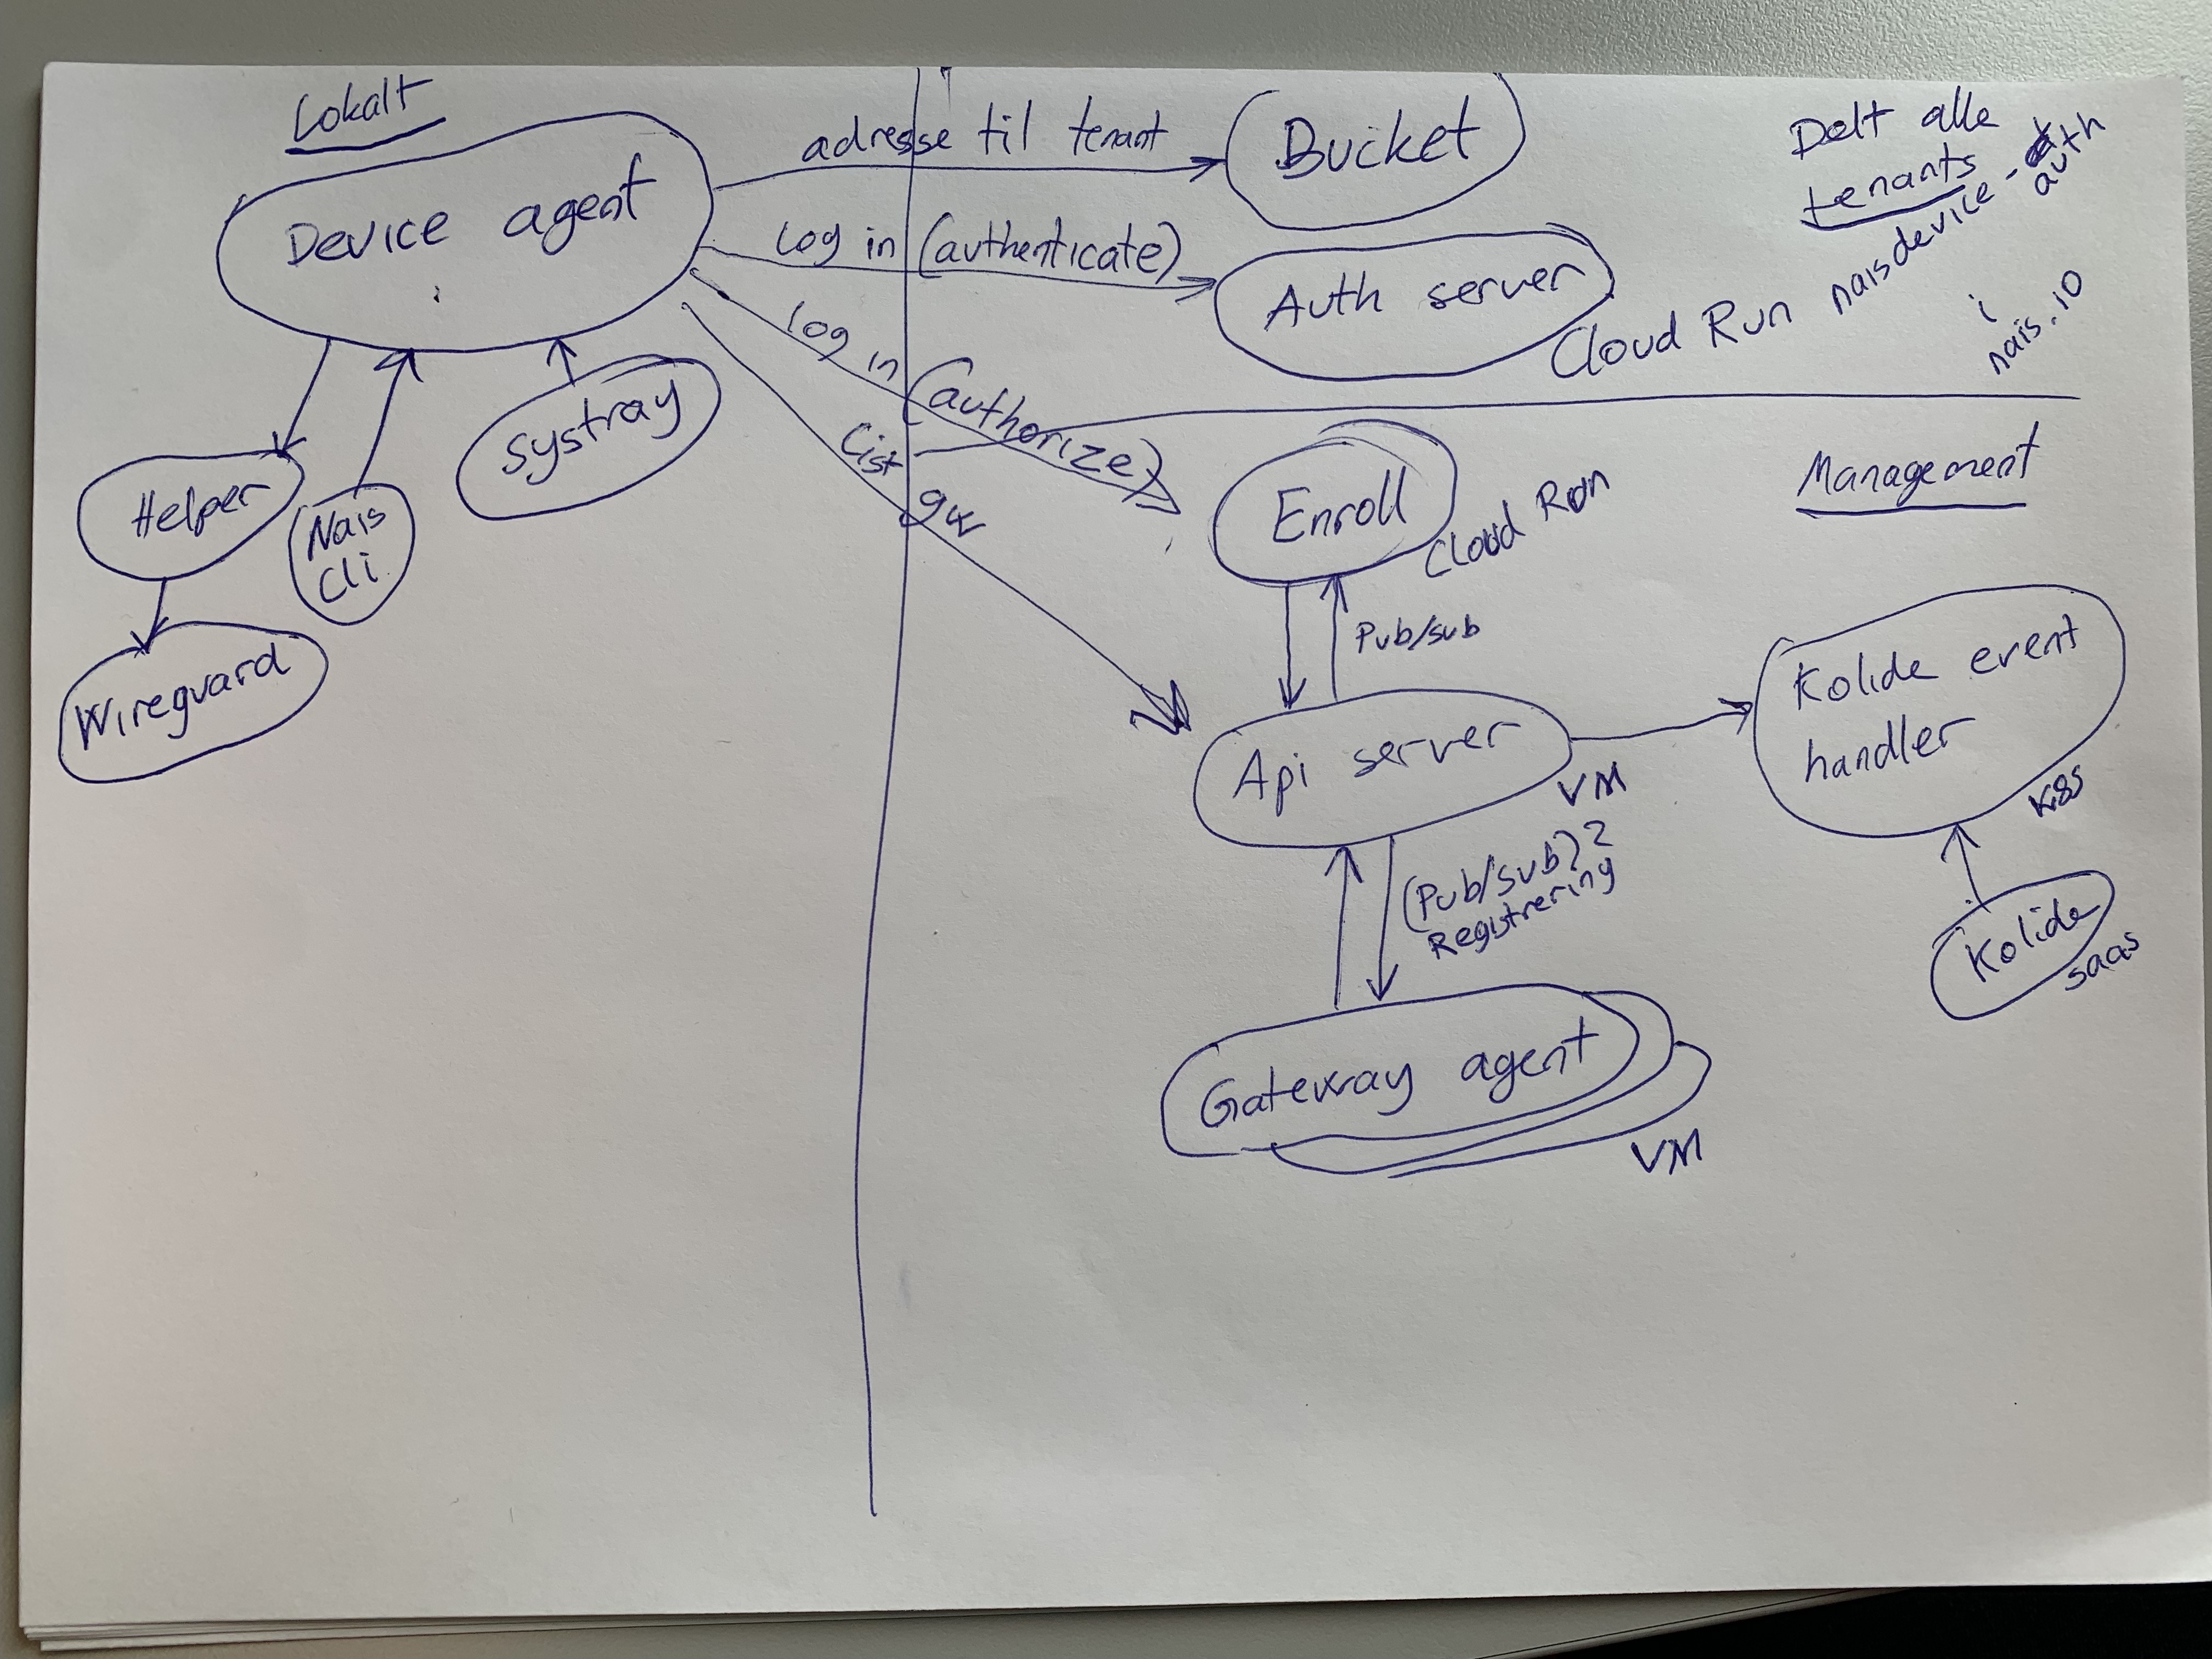 Lokalt
Device agent
Helper
Nais
Cli
Systray
Wireguard
adresse til tenant
Log in (authenticate)
Log in (authorize)
List gw
Bucket
Auth server
Cloud Run naisdevice-auth
i
nais.io
Delt alle
tenants
Management
Enroll
Cloud Run
Pub/sub
Api server
VM
Kolide event
handler
K8s
Kolide
saas
(Pub/sub)?
Registrering
Gateway agent
VM